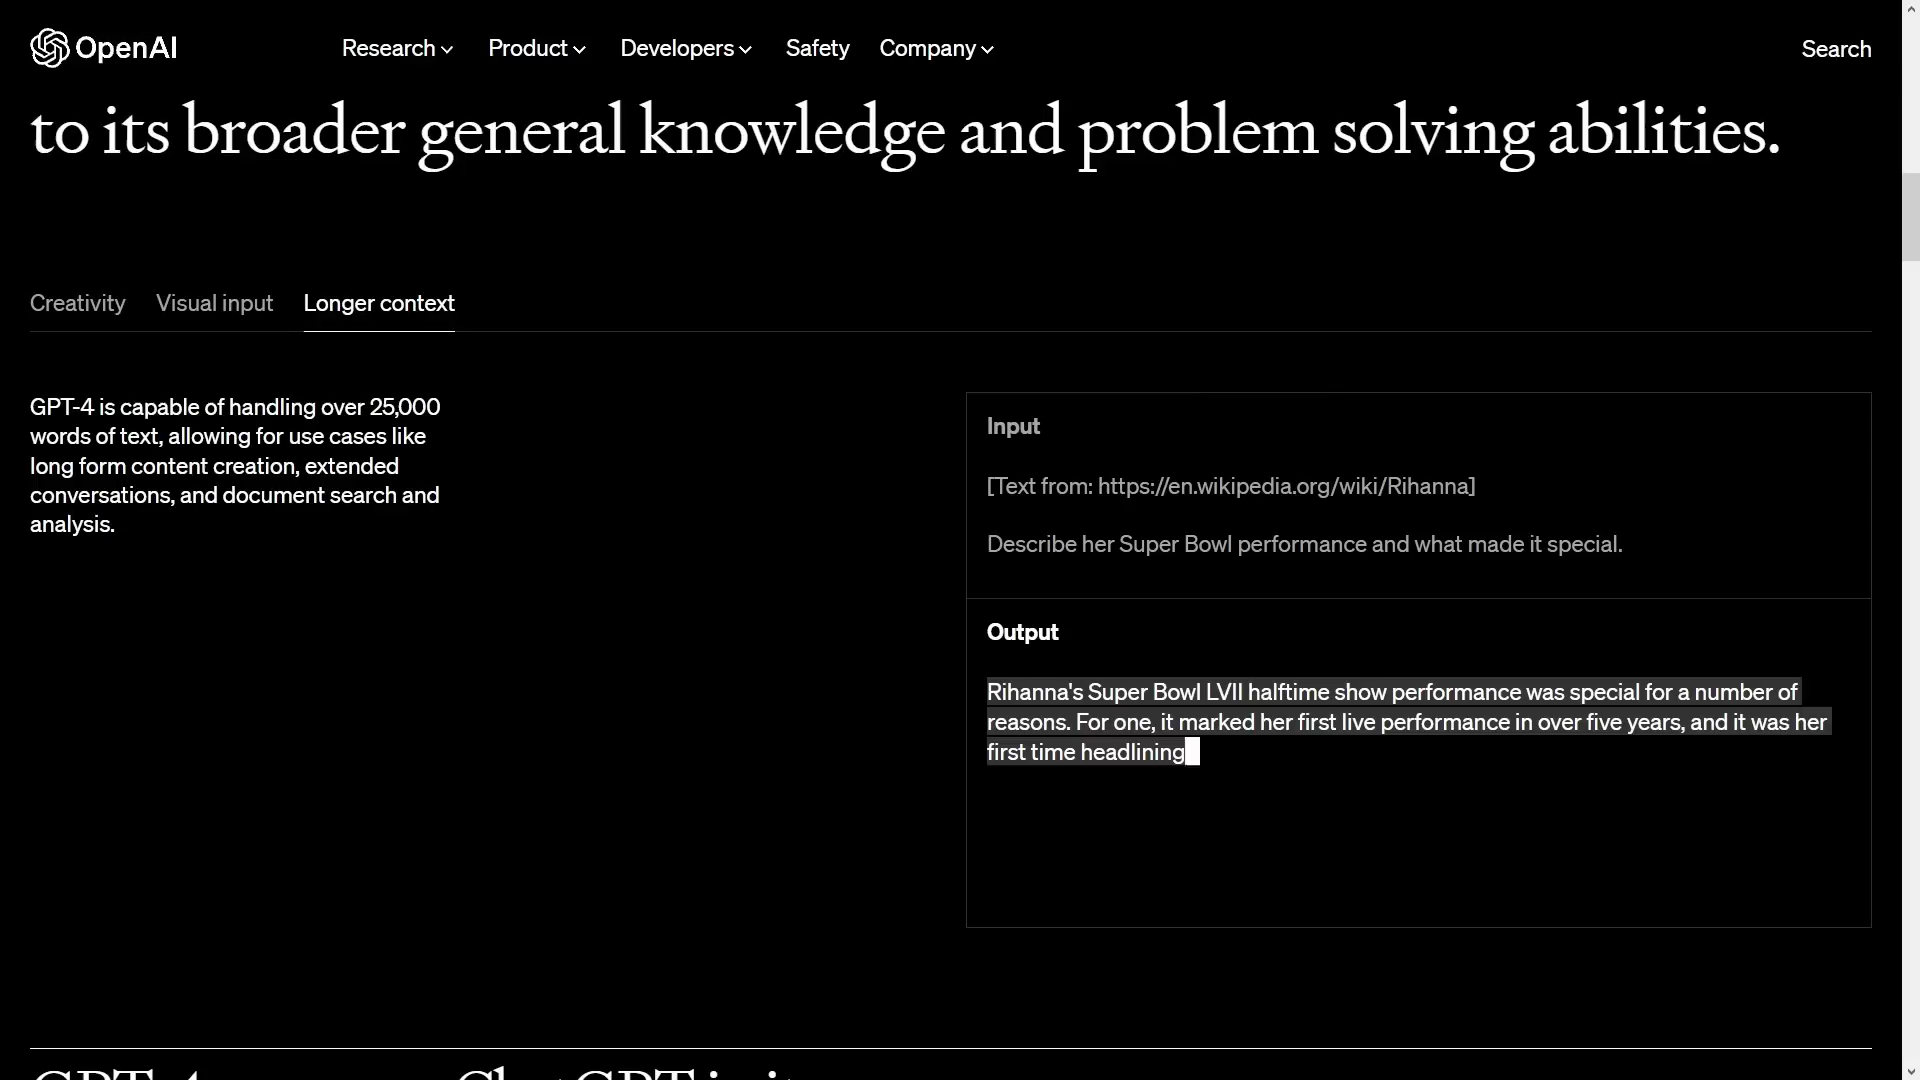 OpenAI
Research
Product
Developers
Safety
Company
Search
to its broader general knowledge and problem solving abilities.
Creativity
Visual input
Longer context
GPT-4 is capable of handling over 25,000
words of text, allowing for use cases like
long form content creation, extended
conversations, and document search and
analysis.
Input
[Text from: https://en.wikipedia.org/wiki/Rihanna]
Describe her Super Bowl performance and what made it special.
Output
Rihanna's Super Bowl LVII halftime show performance was special for a number of
reasons. For one, it marked her first live performance in over five years, and it was her
first time headlining